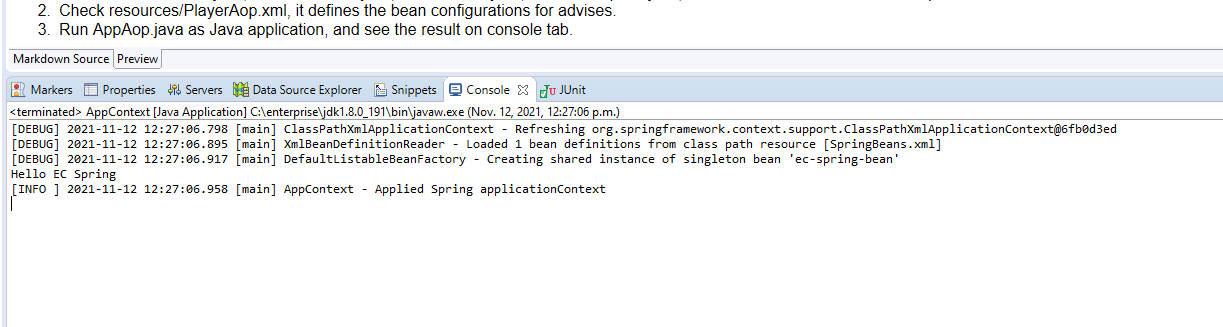 2. Check resources/PlayerAop.xml, it defines the bean configurations for advises.
3. Run AppAop.java as Java application, and see the result on console tab.
Markdown Source Preview
Markers Properties Servers Data Source Explorer Snippets Console JUnit
<terminated> AppContext [Java Application] C:\enterprise\jdk1.8.0_191\bin\javaw.exe (Nov. 12, 2021, 12:27:06 p.m.)
[DEBUG] 2021-11-12 12:27:06.798 [main] ClassPathXmlApplicationContext - Refreshing org.springframework.context.support.ClassPathXmlApplicationContext@6fb0d3ed
[DEBUG] 2021-11-12 12:27:06.895 [main] XmlBeanDefinitionReader - Loaded 1 bean definitions from class path resource [SpringBeans.xml]
[DEBUG] 2021-11-12 12:27:06.917 [main] DefaultListableBeanFactory - Creating shared instance of singleton bean 'ec-spring-bean'
Hello EC Spring
[INFO ] 2021-11-12 12:27:06.958 [main] AppContext - Applied Spring applicationContext